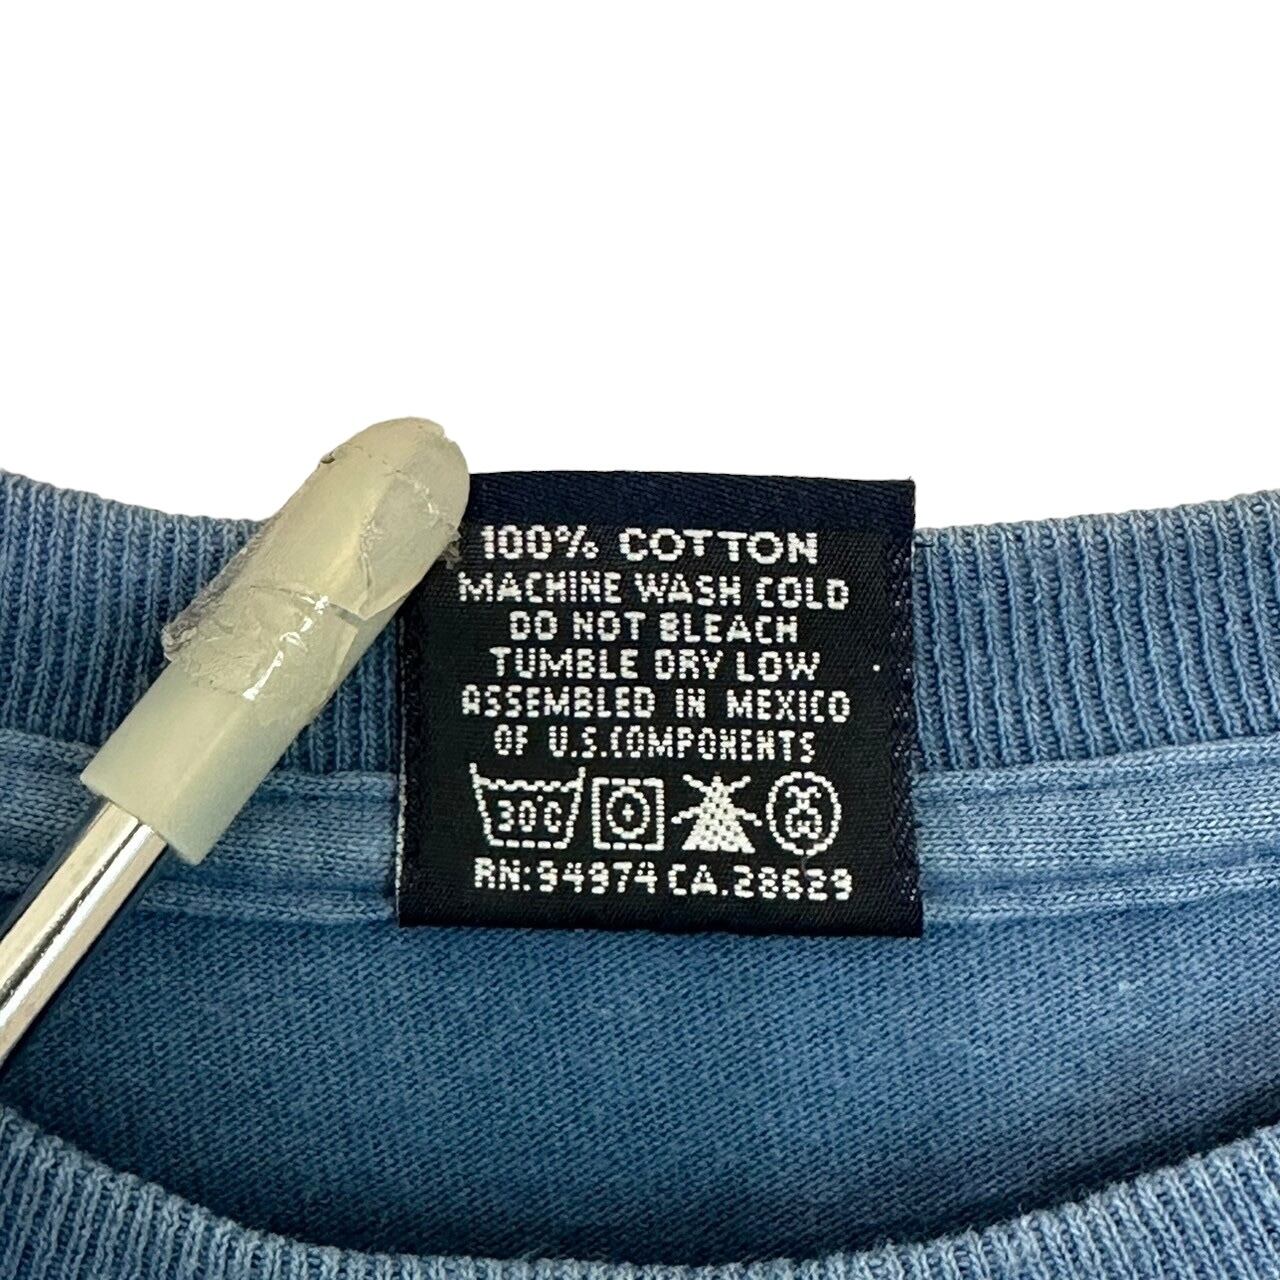 100% COTTON
MACHINE WASH COLD
DO NOT BLEACH
TUMBLE DRY LOW
ASSEMBLED IN MEXICO
OF U.S.COMPONENTS
30°C
RN:94974 CA.28629